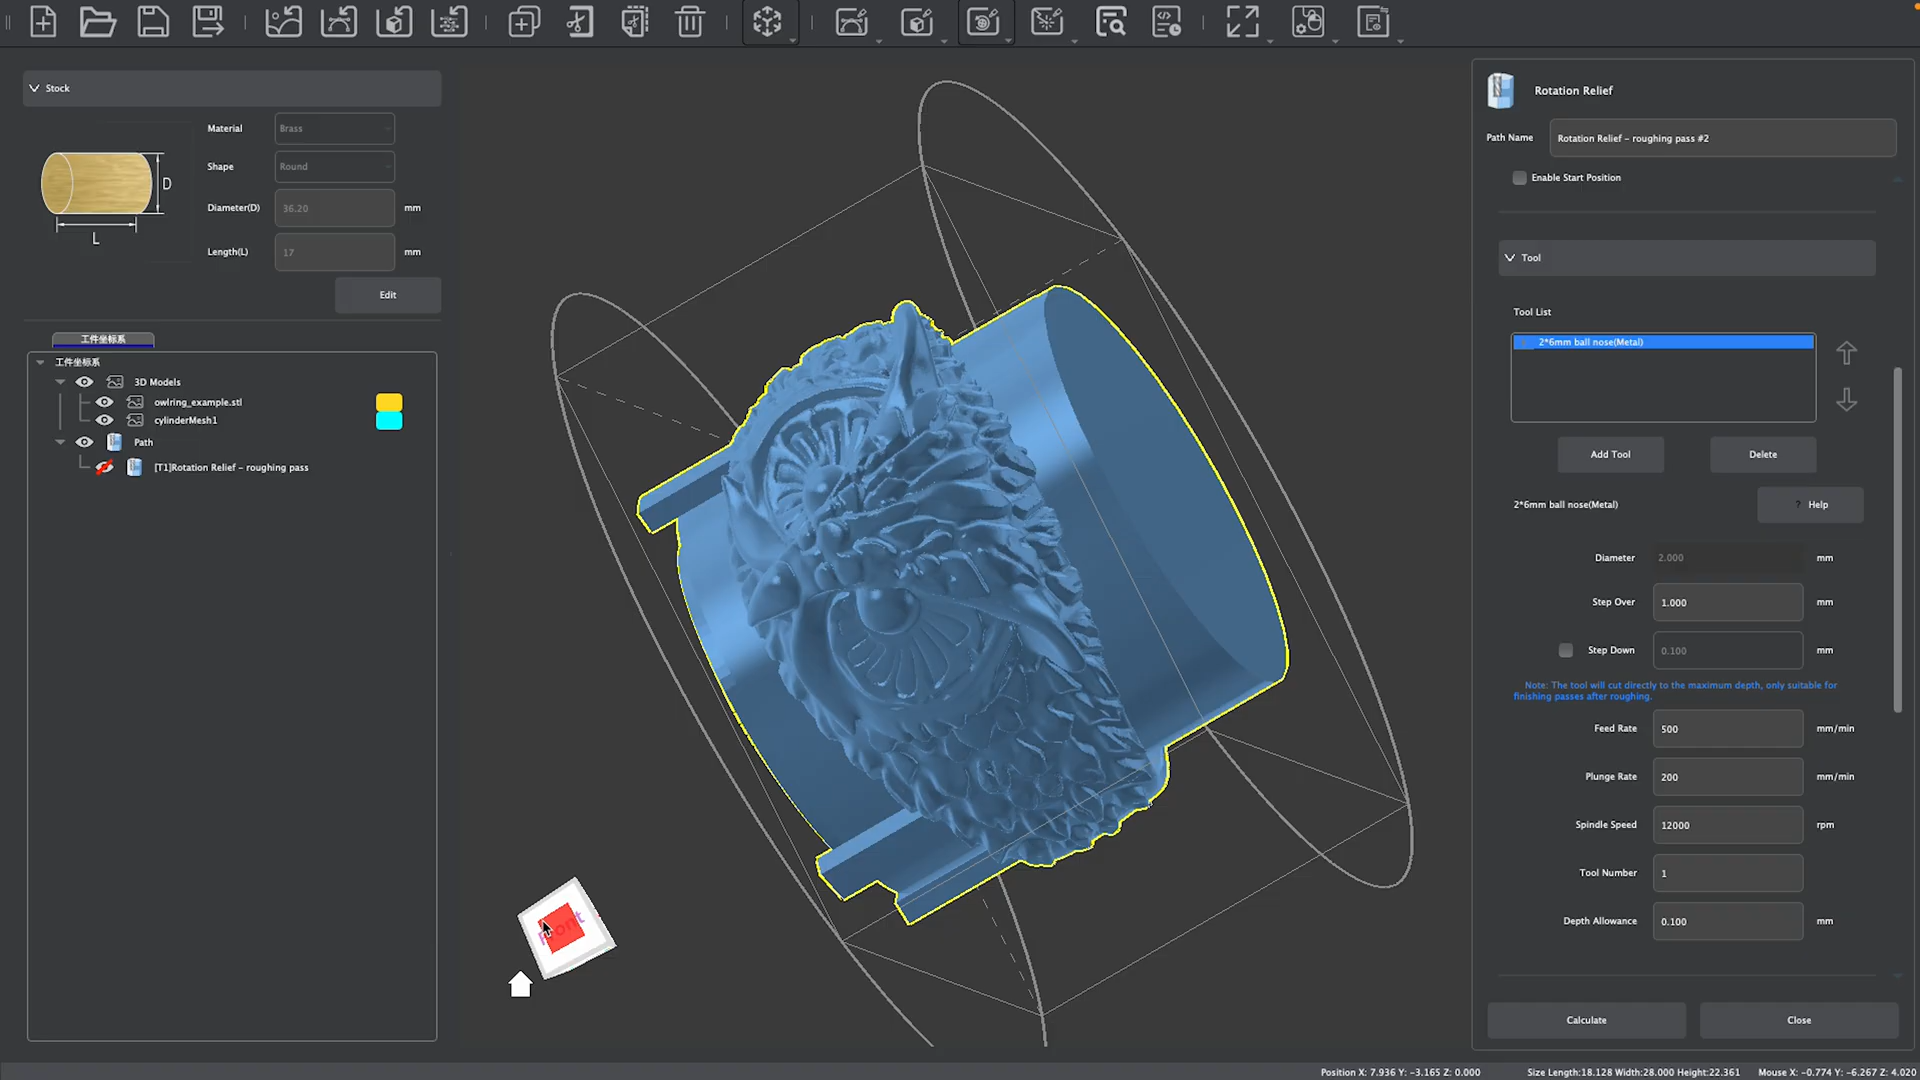 Stock
Material Brass
Shape Round
Diameter(D) 36.20 mm
Length(L) 17 mm
D
L
Edit
工件坐标系
工件坐标系
3D Models
owlring_example.stl
cylinderMesh1
Path
[T1]Rotation Relief - roughing pass
Front
Rotation Relief
Path Name Rotation Relief - roughing pass #2
Enable Start Position
Tool
Tool List
2*6mm ball nose(Metal)
Add Tool Delete
2*6mm ball nose(Metal) ? Help
Diameter 2.000 mm
Step Over 1.000 mm
Step Down 0.100 mm
Note: The tool will cut directly to the maximum depth, only suitable for
finishing passes after roughing.
Feed Rate 500 mm/min
Plunge Rate 200 mm/min
Spindle Speed 12000 rpm
Tool Number 1
Depth Allowance 0.100 mm
Calculate Close
Position X: 7.936 Y: -3.165 Z: 0.000 Size Length:18.128 Width:28.000 Height:22.361 Mouse X: -0.774 Y: -6.267 Z: 4.020